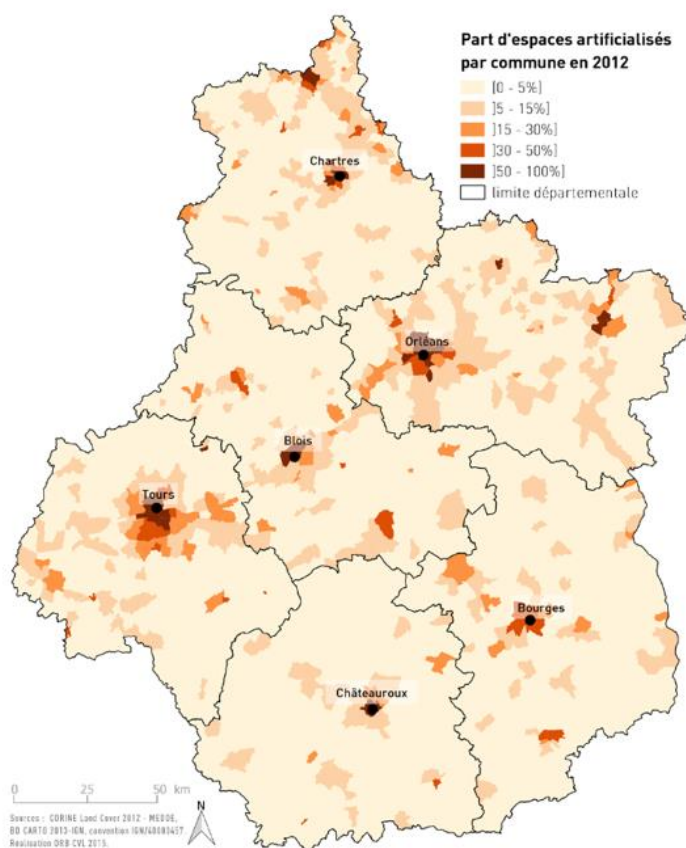 Part d'espaces artificialisés
par commune en 2012
[0 - 5%]
]5 - 15%]
]15 - 30%]
]30 - 50%]
]50 - 100%]
limite départementale
Chartres
Orléans
Blois
Tours
Bourges
Châteauroux
0 25 50 km
N
Sources : CORINE Land Cover 2012 - MEDDE,
BD CARTO 2013-IGN, convention
Réalisation ORB CVL 2015.